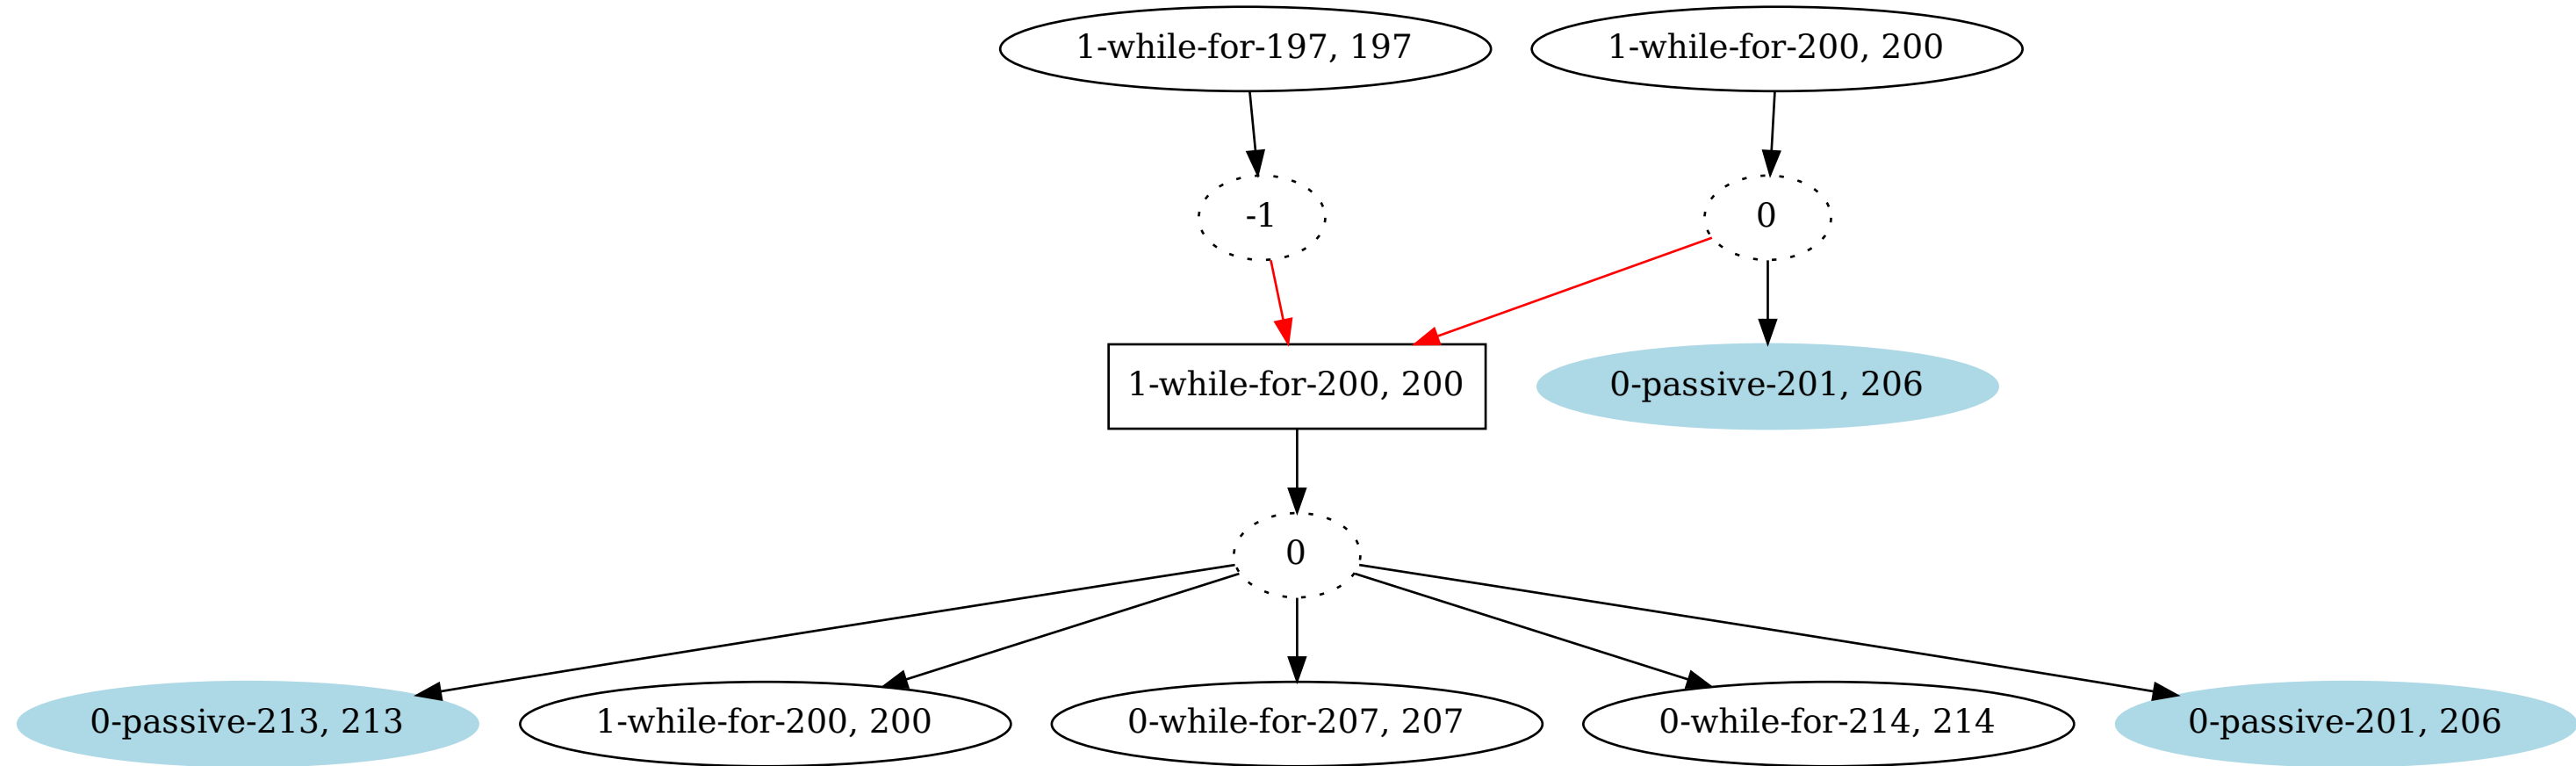 1-while-for-197, 197
1-while-for-200, 200
-1
0
1-while-for-200, 200
0-passive-201, 206
0
0-passive-213, 213
1-while-for-200, 200
0-while-for-207, 207
0-while-for-214, 214
0-passive-201, 206